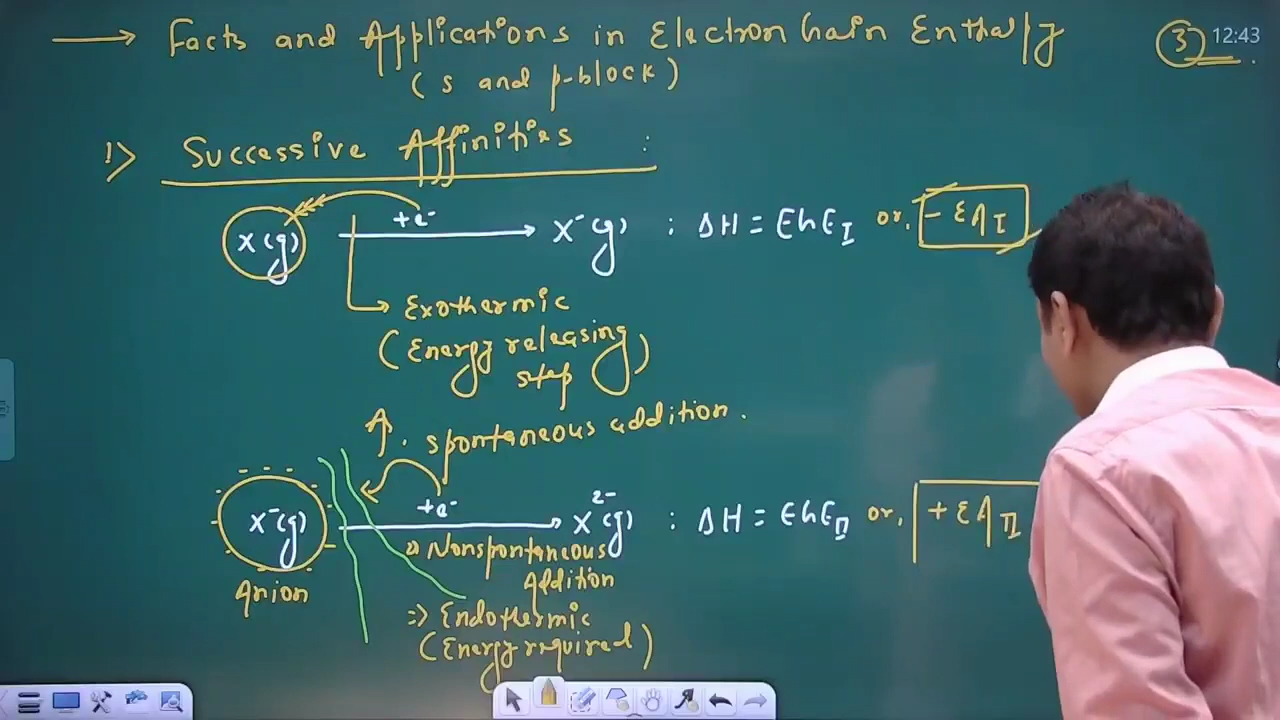 → Facts and Applications in Electron Gain Enthalpy
(s and p-block)
③ 12:43
1) Successive Affinities :
X(g) +e⁻ → X⁻(g) : ΔH = EGE_I or, -EA_I
→ Exothermic
(Energy releasing
step)
↑. spontaneous addition.
X⁻(g) +e⁻ → X²⁻(g) : ΔH = EGE_II or, +EA_II
Anion
⇒ Nonspontaneous
Addition
⇒ Endothermic
(Energy required)